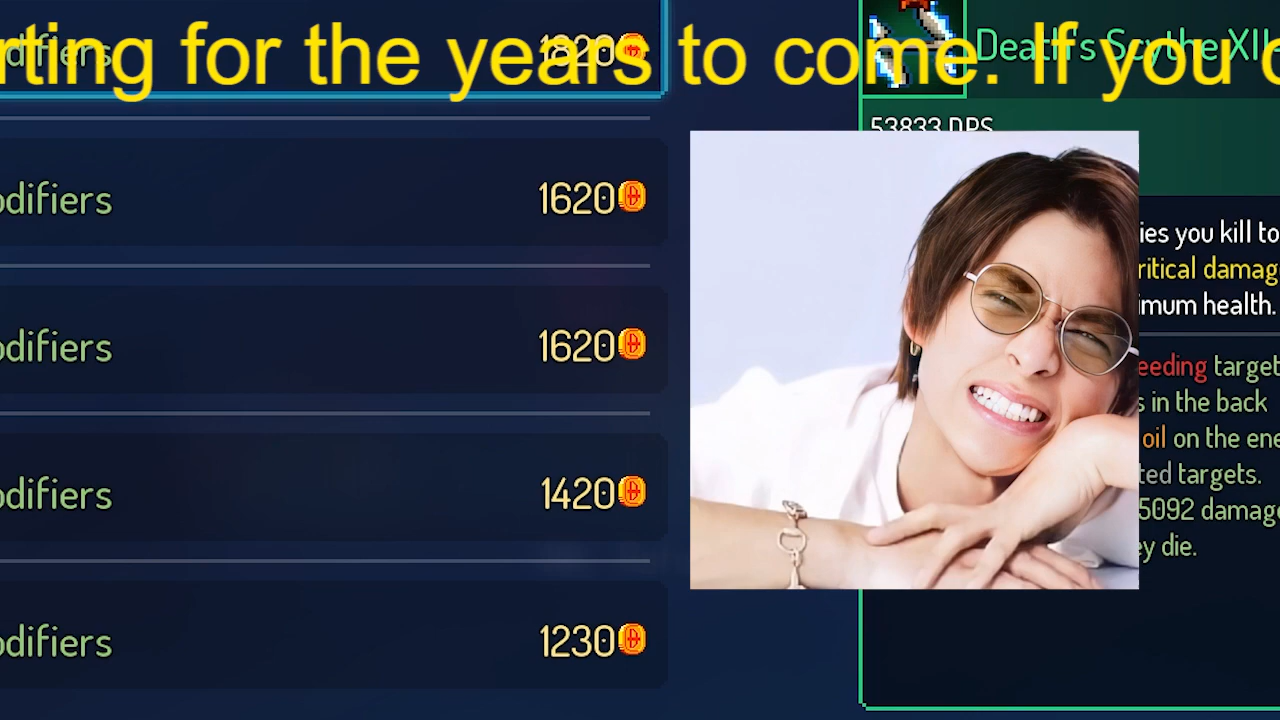 rting for the years to come. If you
odifiers 1820
Death's Scythe XII
53833 DPS
odifiers 1620
ies you kill to
ritical damag
imum health.
odifiers 1620
eeding target
s in the back
oil on the ene
ted targets.
5092 damage
ey die.
odifiers 1420
odifiers 1230